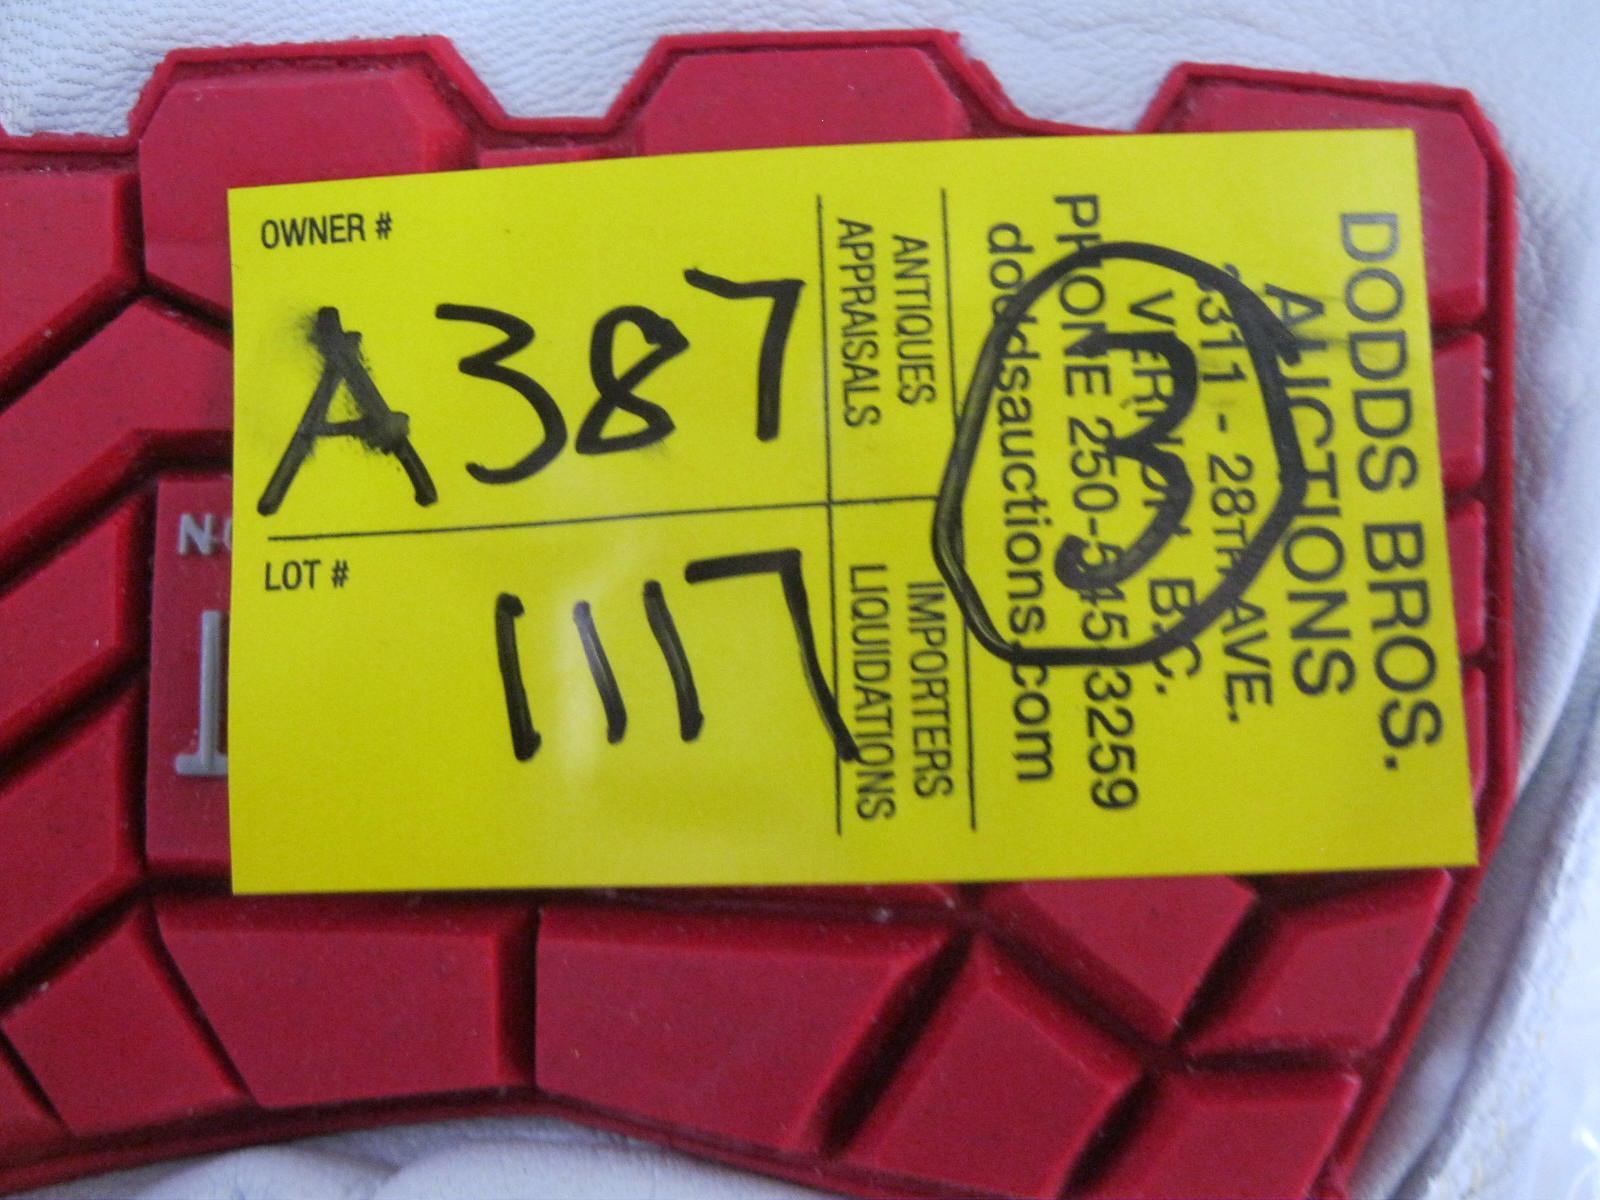 OWNER #
A387
LOT #
1117
ANTIQUES
APPRAISALS
IMPORTERS
LIQUIDATIONS
DODDS BROS.
AUCTIONS
3311 - 28TH AVE.
VERNON B.C.
PHONE 250-545-3259
doddsauctions.com
3